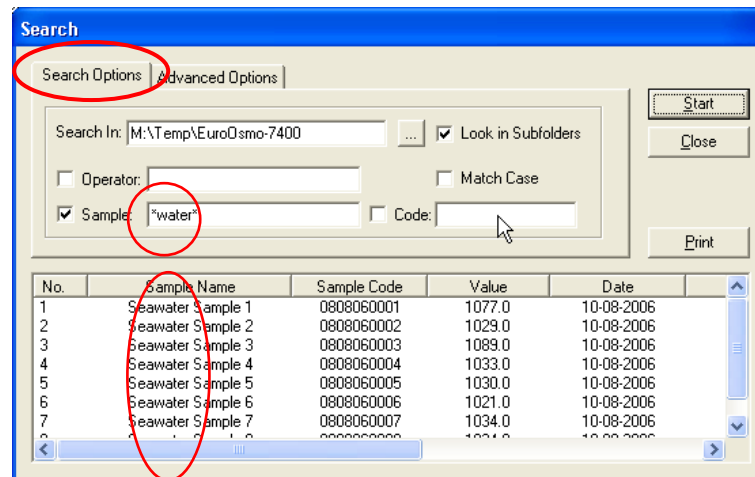 Search
Search Options Advanced Options
Start
Search In: M:\Temp\EuroOsmo-7400 ... Look in Subfolders
Close
Operator: Match Case
Sample: *water* Code:
Print
No. Sample Name Sample Code Value Date
1 Seawater Sample 1 0808060001 1077.0 10-08-2006
2 Seawater Sample 2 0808060002 1029.0 10-08-2006
3 Seawater Sample 3 0808060003 1089.0 10-08-2006
4 Seawater Sample 4 0808060004 1033.0 10-08-2006
5 Seawater Sample 5 0808060005 1030.0 10-08-2006
6 Seawater Sample 6 0808060006 1021.0 10-08-2006
7 Seawater Sample 7 0808060007 1034.0 10-08-2006